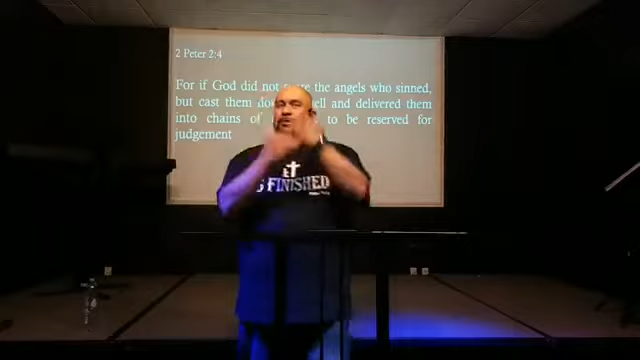 2 Peter 2:4
For if God did not the angels who sinned,
but cast them and delivered them
into chains of to be reserved for
judgement
FINISHED